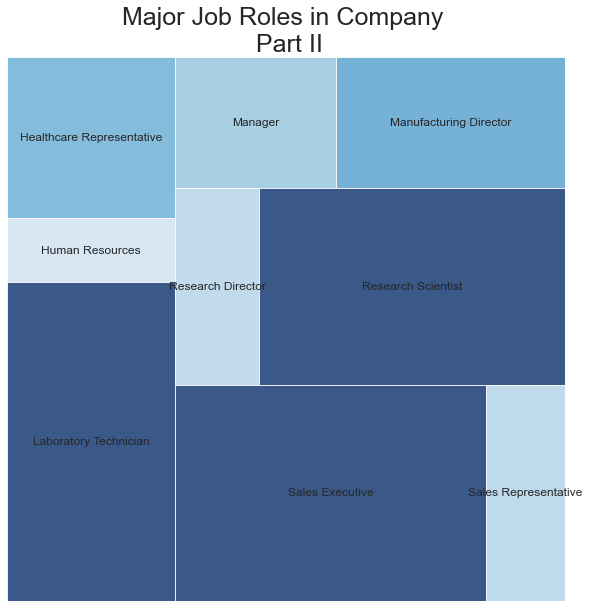 Major Job Roles in Company
Part II
Healthcare Representative
Manager
Manufacturing Director
Human Resources
Research Director
Research Scientist
Laboratory Technician
Sales Executive
Sales Representative